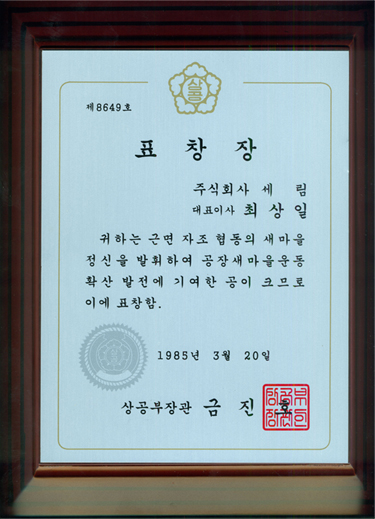 상공
제8649호
표창장
주식회사 세 림
대표이사 최상일
귀하는 근면 자조 협동의 새마을
정신을 발휘하여 공장새마을운동
확산 발전에 기여한 공이 크므로
이에 표창함.
1985년 3월 20일
상공부장관 금진호